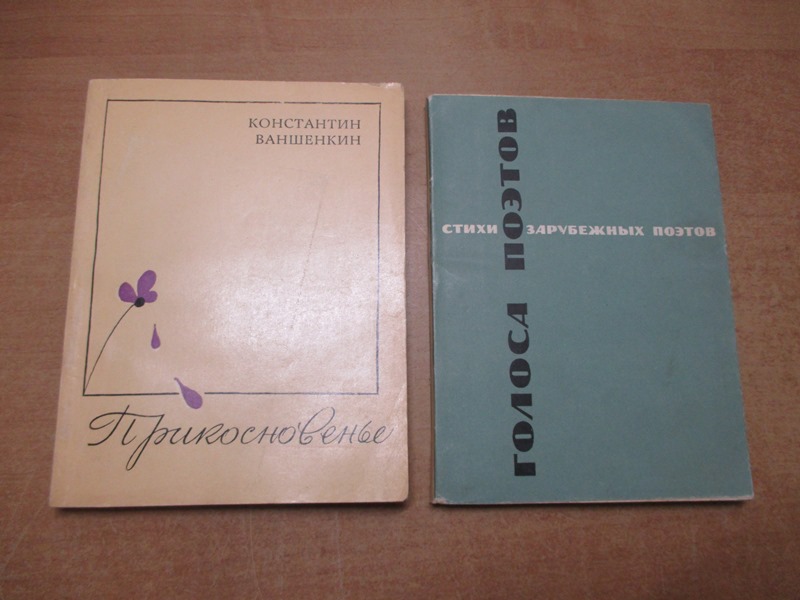 КОНСТАНТИН
ВАНШЕНКИН
Прикосновенье
ГОЛОСА ПОЭТОВ
СТИХИ ЗАРУБЕЖНЫХ ПОЭТОВ